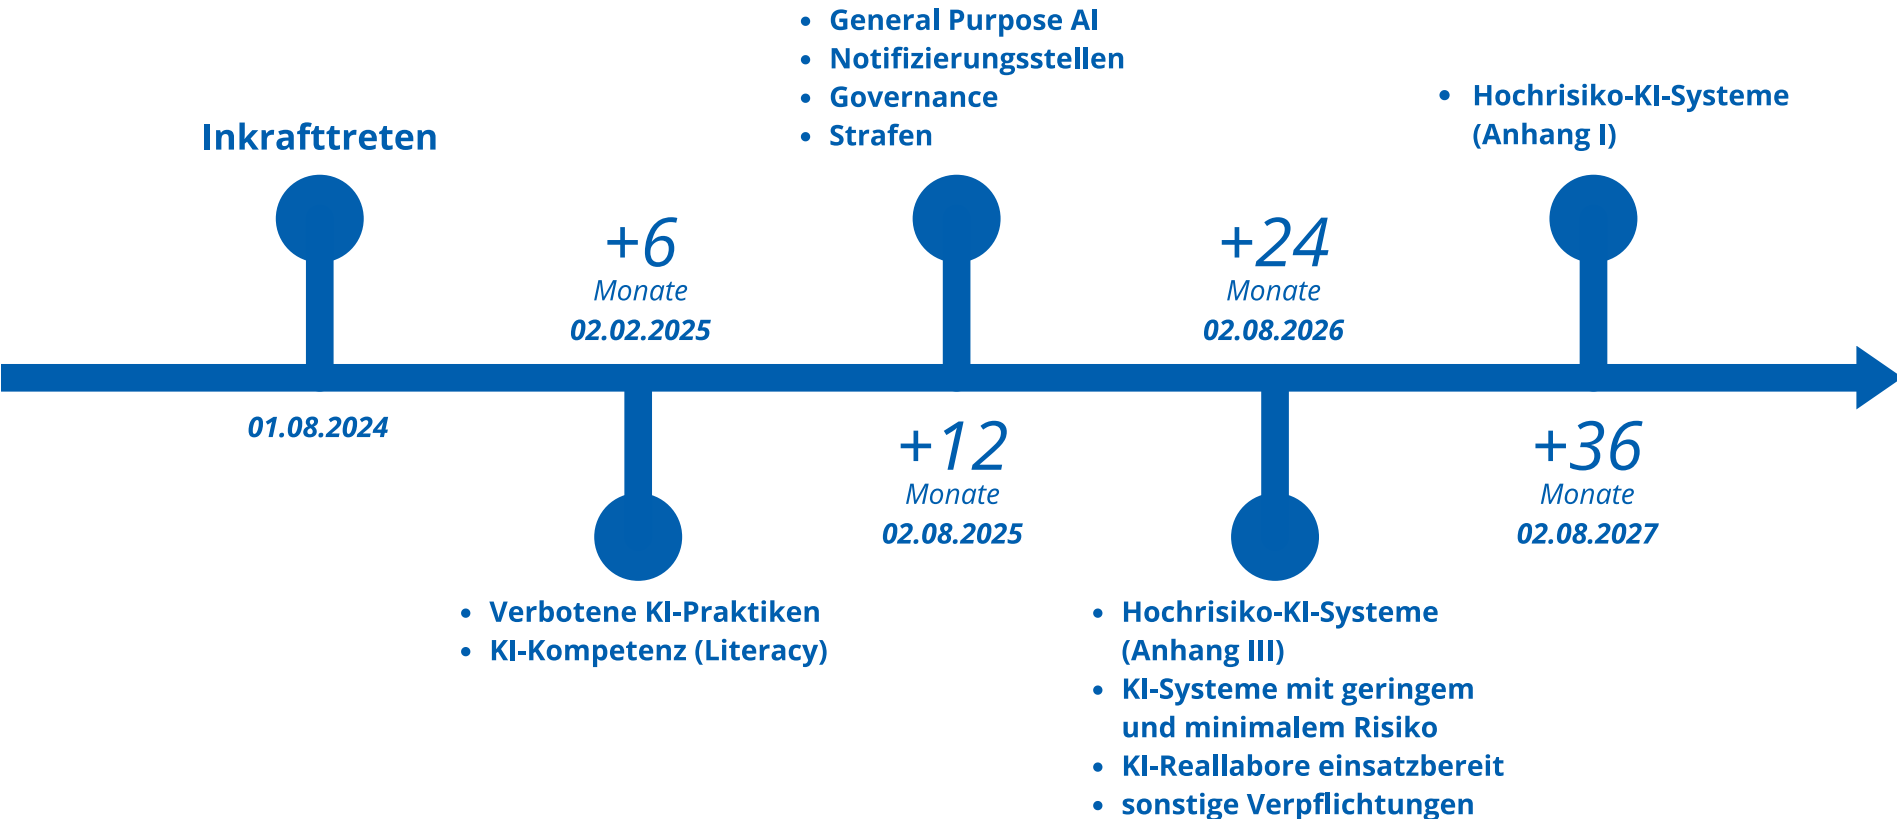 Inkrafttreten
01.08.2024
+6
Monate
02.02.2025
• Verbotene KI-Praktiken
• KI-Kompetenz (Literacy)
• General Purpose AI
• Notifizierungsstellen
• Governance
• Strafen
+12
Monate
02.08.2025
+24
Monate
02.08.2026
• Hochrisiko-KI-Systeme
(Anhang III)
• KI-Systeme mit geringem
und minimalem Risiko
• KI-Reallabore einsatzbereit
• sonstige Verpflichtungen
• Hochrisiko-KI-Systeme
(Anhang I)
+36
Monate
02.08.2027